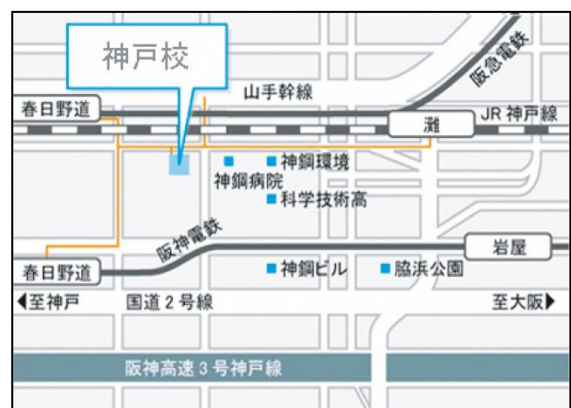 神戸校
阪急電鉄
山手幹線
春日野道
灘
JR 神戸線
神鋼環境
神鋼病院
科学技術高
阪神電鉄
岩屋
春日野道
神鋼ビル
脇浜公園
◀至神戸
国道2号線
至大阪▶
阪神高速3号神戸線